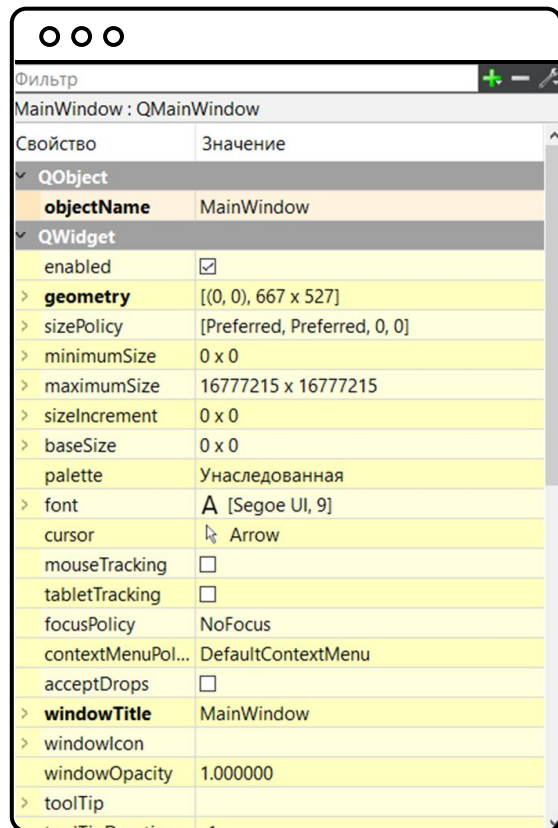 Фильтр
MainWindow : QMainWindow
Свойство Значение
QObject
objectName MainWindow
QWidget
enabled
geometry [(0, 0), 667 x 527]
sizePolicy [Preferred, Preferred, 0, 0]
minimumSize 0 x 0
maximumSize 16777215 x 16777215
sizeIncrement 0 x 0
baseSize 0 x 0
palette Унаследованная
font A [Segoe UI, 9]
cursor Arrow
mouseTracking
tabletTracking
focusPolicy NoFocus
contextMenuPol... DefaultContextMenu
acceptDrops
windowTitle MainWindow
windowIcon
windowOpacity 1.000000
toolTip